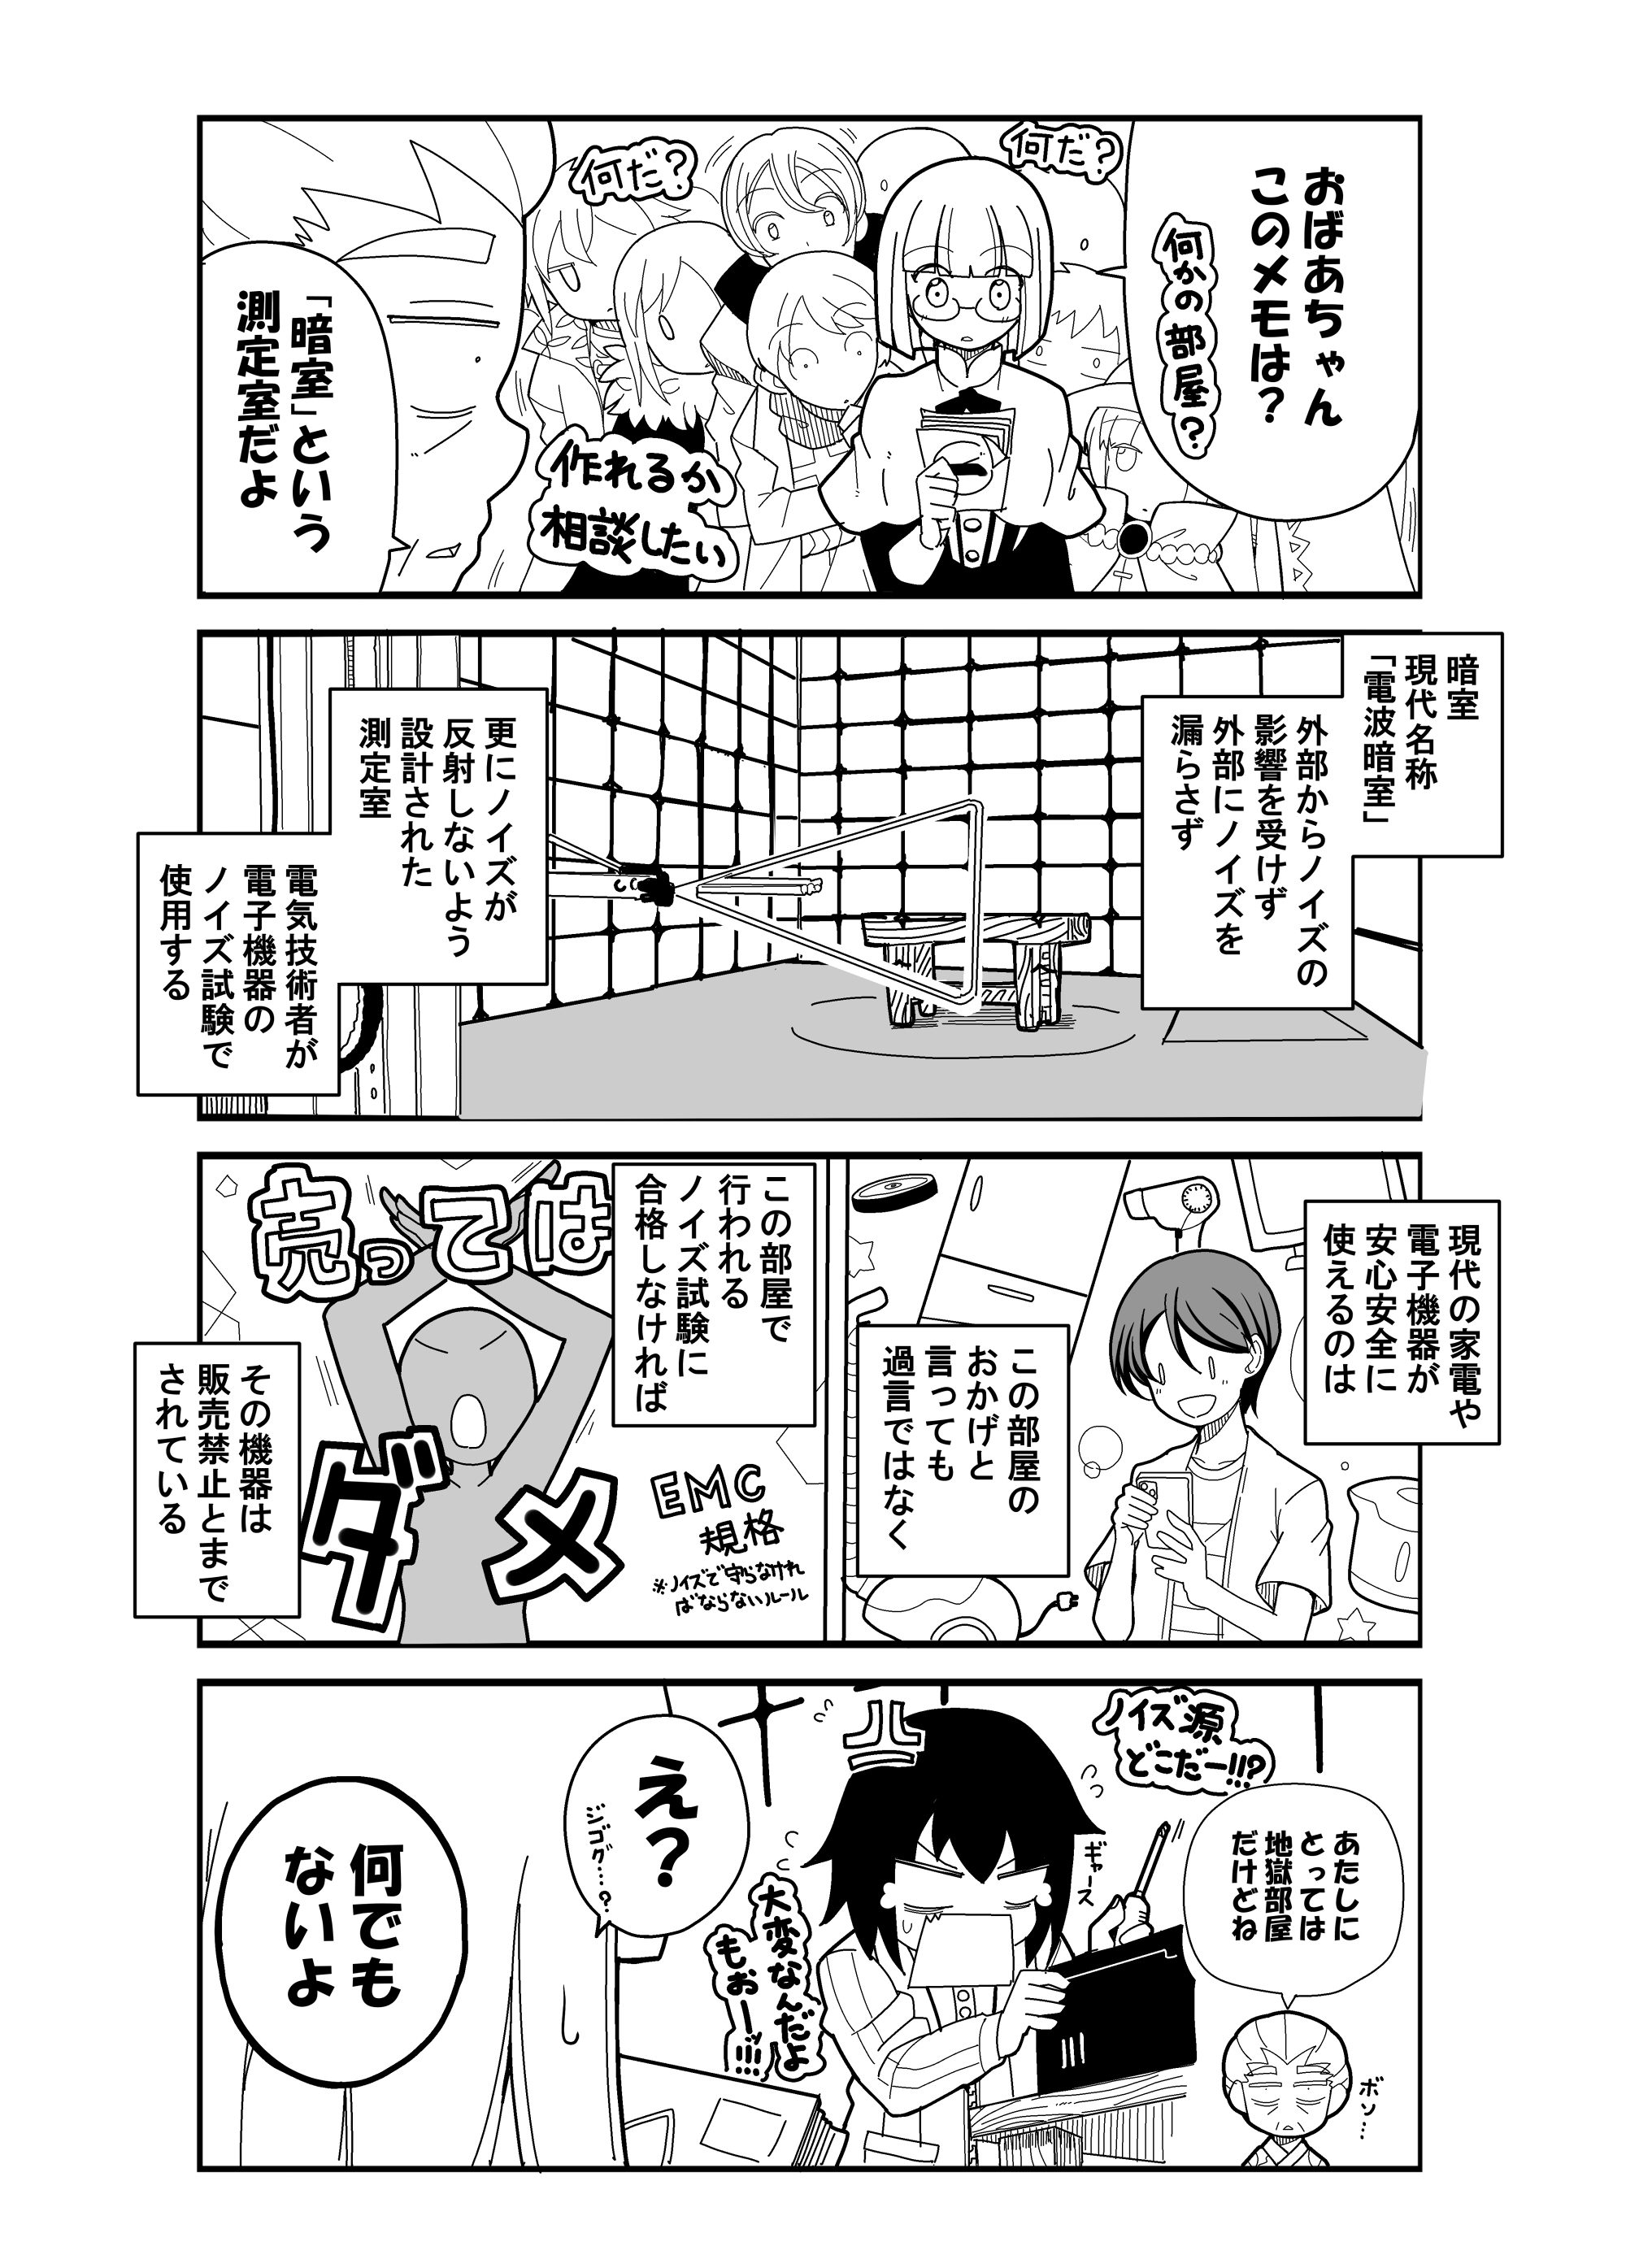 おばあちゃん
このメモは?
何かの部屋?
何だ?
何だ?
作れるか
相談したい
「暗室」という
測定室だよ
暗室
現代名称
「電波暗室」
外部からノイズの
影響を受けず
外部にノイズを
漏らさず
更にノイズが
反射しないよう
設計された
測定室
電気技術者が
電子機器の
ノイズ試験で
使用する
現代の家電や
電子機器が
安心安全に
使えるのは
この部屋の
おかげと
言っても
過言ではなく
この部屋で
行われる
ノイズ試験に
合格しなければ
EMC
規格
※ノイズで守らなけれ
ばならないルール
売っては
ダメ
その機器は
販売禁止とまで
されている
ノイズ源
どこだー!!!?
あたしに
とっては
地獄部屋
だけどね
ボソ…
ギャース
大変なんだよ
もぉーッ!!!
え?
ジゴク…?
何でも
ないよ